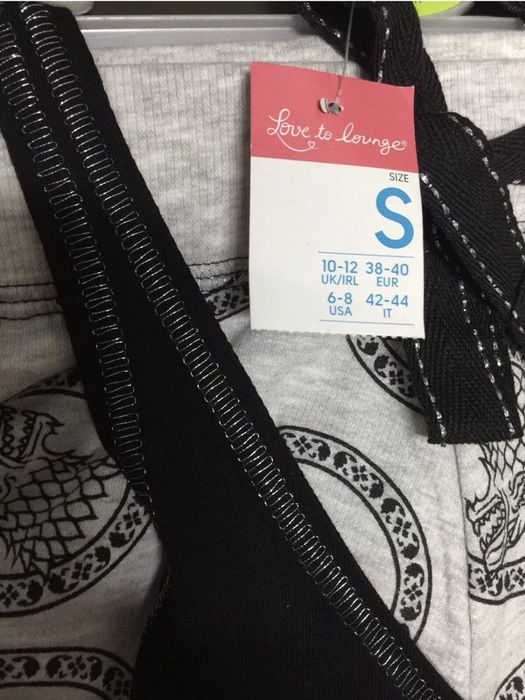 Love to lounge®
SIZE
S
10-12 38-40
UK/IRL EUR
6-8 42-44
USA IT